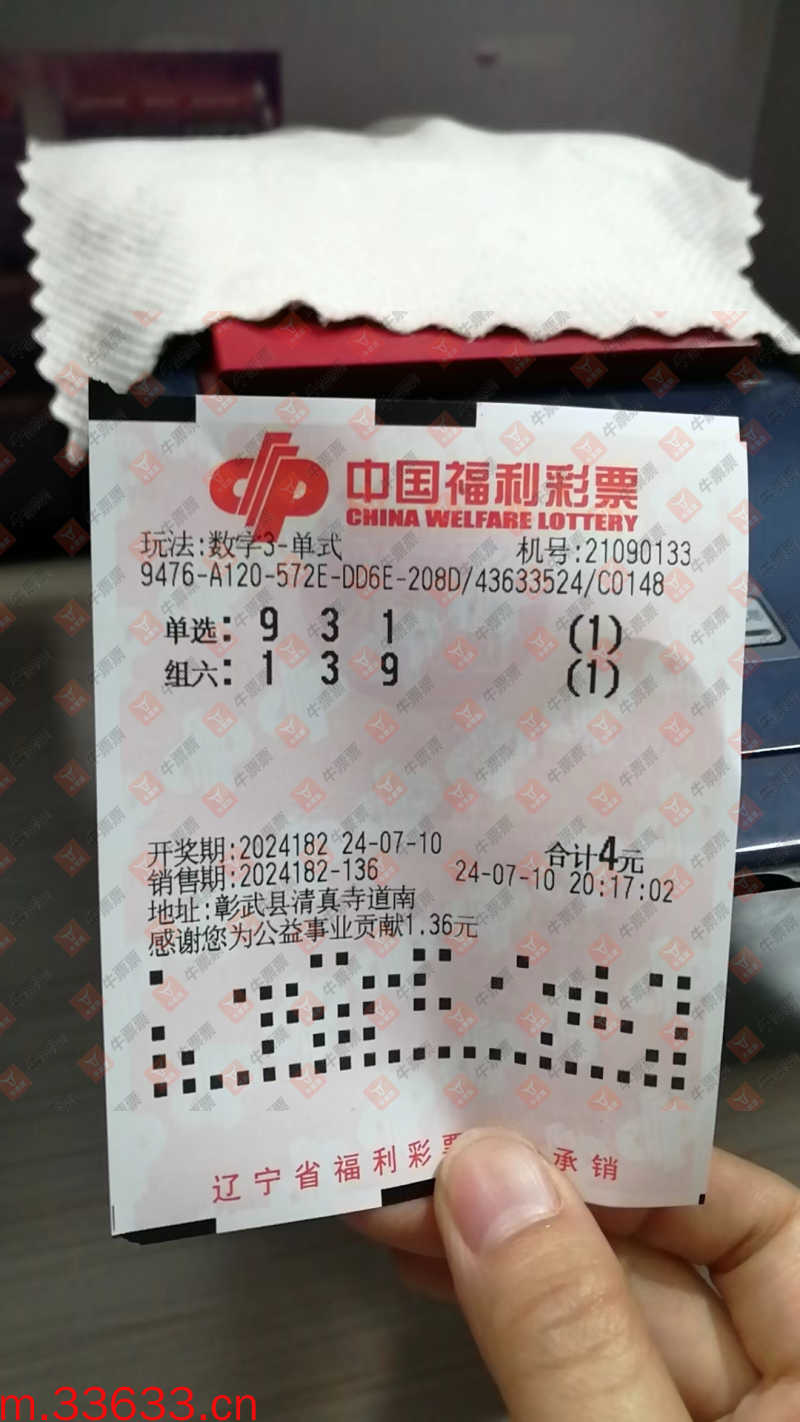 中国福利彩票
CHINA WELFARE LOTTERY
玩法:数字3-单式 机号:21090133
9476-A120-572E-DD6E-208D/43633524/C0148
单选: 9 3 1 (1)
组六: 1 3 9 (1)
开奖期:2024182 24-07-10 合计4元
销售期:2024182-136 24-07-10 20:17:02
地址:彰武县清真寺道南
感谢您为公益事业贡献1.36元
辽宁省福利彩票 承销
牛票票
m.33633.cn